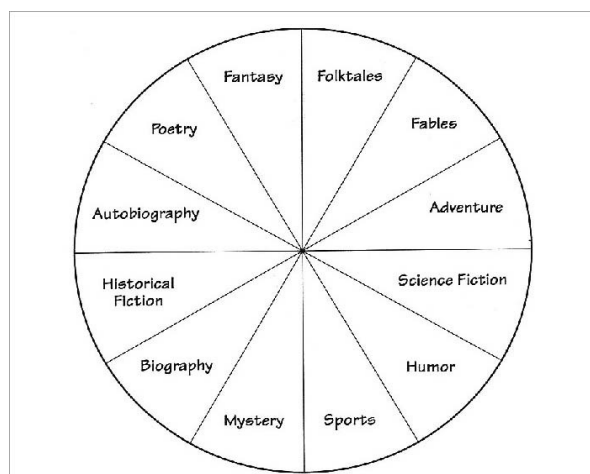 Fantasy
Folktales
Poetry
Fables
Autobiography
Adventure
Historical
Fiction
Science Fiction
Biography
Humor
Mystery
Sports